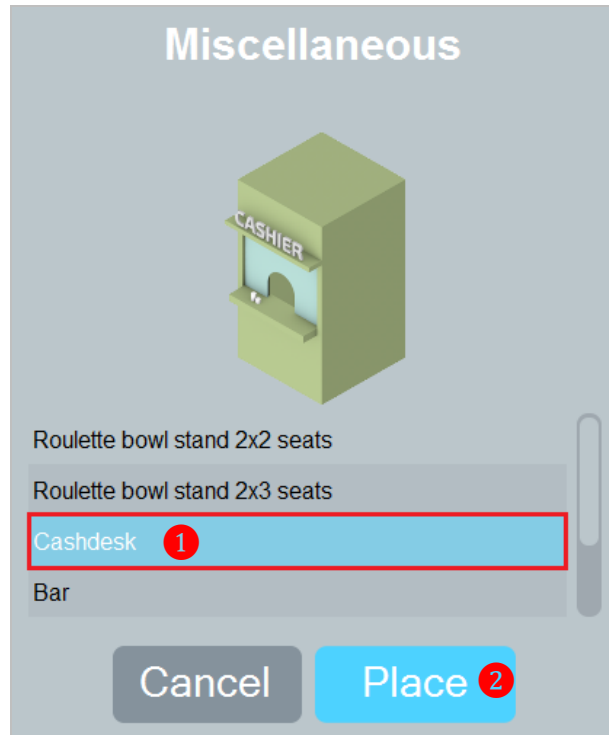 Miscellaneous
CASHIER
Roulette bowl stand 2x2 seats
Roulette bowl stand 2x3 seats
Cashdesk 1
Bar
Cancel Place 2